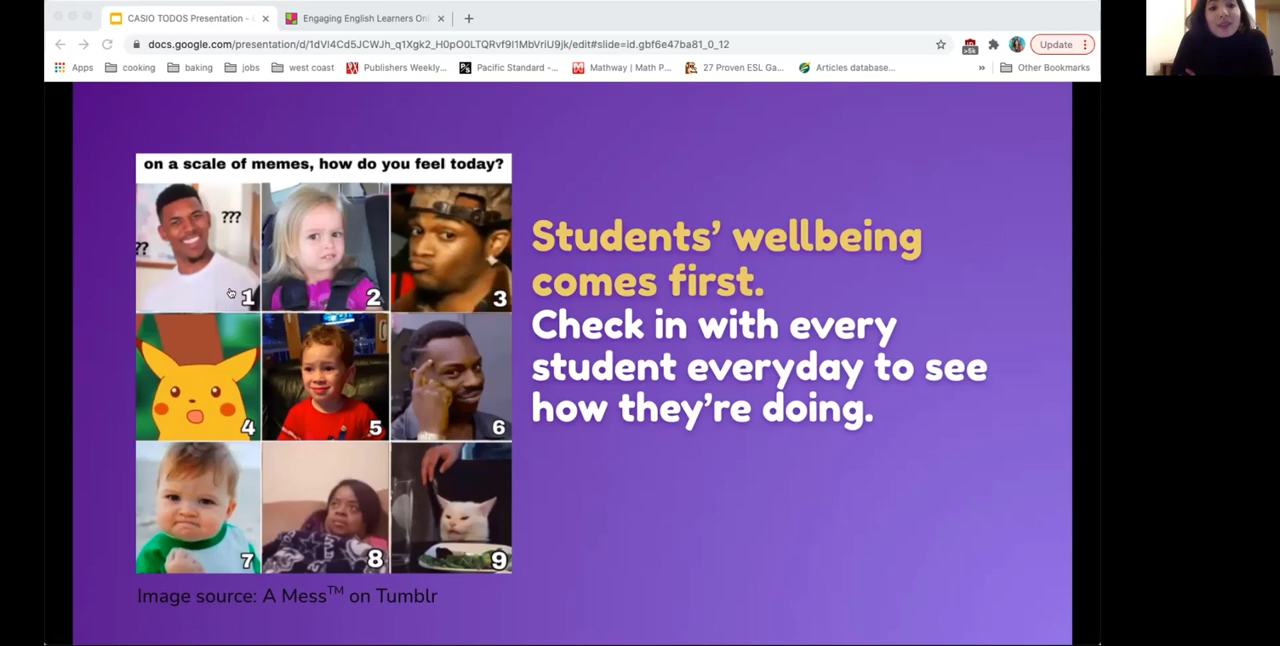 CASIO TODOS Presentation -
Engaging English Learners Onl
docs.google.com/presentation/d/1dVl4Cd5JCWJh_q1Xgk2_H0pO0LTQRvf9l1MbVriU9jk/edit#slide=id.gbf6e47ba81_0_12
Update
Apps
cooking
baking
jobs
west coast
Publishers Weekly...
Pacific Standard -...
Mathway | Math P...
27 Proven ESL Ga...
Articles database...
»
Other Bookmarks
on a scale of memes, how do you feel today?
???
??
1
2
3
4
5
6
7
8
9
Students’ wellbeing
comes first.
Check in with every
student everyday to see
how they’re doing.
Image source: A Mess™ on Tumblr